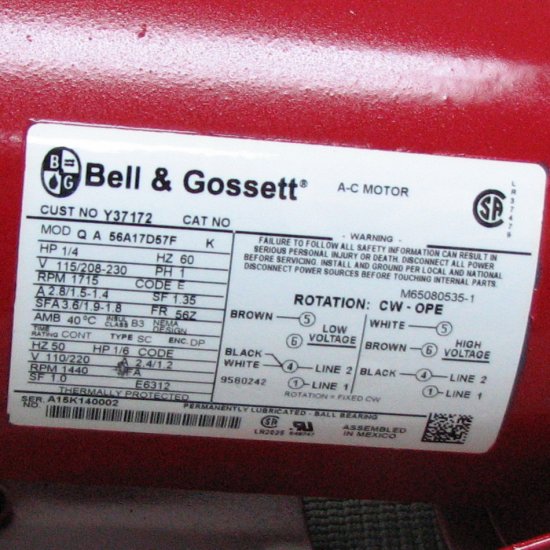 B G
Bell & Gossett® A-C MOTOR
LR37479
CUST NO Y37172 CAT NO
MOD Q A 56A17D57F K
HP 1/4 HZ 60
V 115/208-230 PH 1
RPM 1715 CODE E
A 2.8/1.5-1.4 SF 1.35
SFA 3.6/1.9-1.8 FR 56Z
AMB 40°C INSUL CLASS B3 NEMA DESIGN
TIME RATING CONT TYPE SC ENC. DP
HZ 50 HP 1/6 CODE
V 110/220 A 2.4/1.2
RPM 1440 SFA
SF 1.0 E6312
THERMALLY PROTECTED
SER. NO. A15K140002
- WARNING -
FAILURE TO FOLLOW ALL SAFETY INFORMATION CAN RESULT IN
SERIOUS PERSONAL INJURY OR DEATH. DISCONNECT ALL POWER
BEFORE SERVICING. INSTALL AND GROUND PER LOCAL AND NATIONAL
DISCONNECT POWER SOURCES BEFORE TOUCHING INTERNAL PARTS.
M65080535-1
ROTATION: CW-OPE
BROWN 5 WHITE 5
6 LOW VOLTAGE BROWN 6 HIGH VOLTAGE
BLACK WHITE 4 LINE 2 BLACK 4 LINE 2
1 LINE 1 1 LINE 1
9580242
ROTATION = FIXED CW
PERMANENTLY LUBRICATED - BALL BEARING
LR2025
ASSEMBLED IN MEXICO